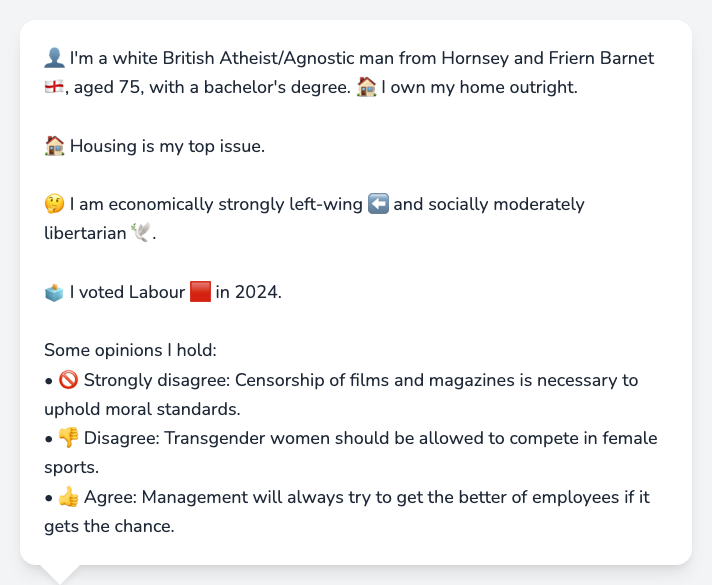 👤 I'm a white British Atheist/Agnostic man from Hornsey and Friern Barnet
🏴󠁧󠁢󠁥󠁮󠁧󠁿, aged 75, with a bachelor's degree. 🏠 I own my home outright.
🏠 Housing is my top issue.
🤔 I am economically strongly left-wing ⬅️ and socially moderately
libertarian 🕊️.
🗳️ I voted Labour 🟥 in 2024.
Some opinions I hold:
• 🚫 Strongly disagree: Censorship of films and magazines is necessary to
uphold moral standards.
• 👎 Disagree: Transgender women should be allowed to compete in female
sports.
• 👍 Agree: Management will always try to get the better of employees if it
gets the chance.